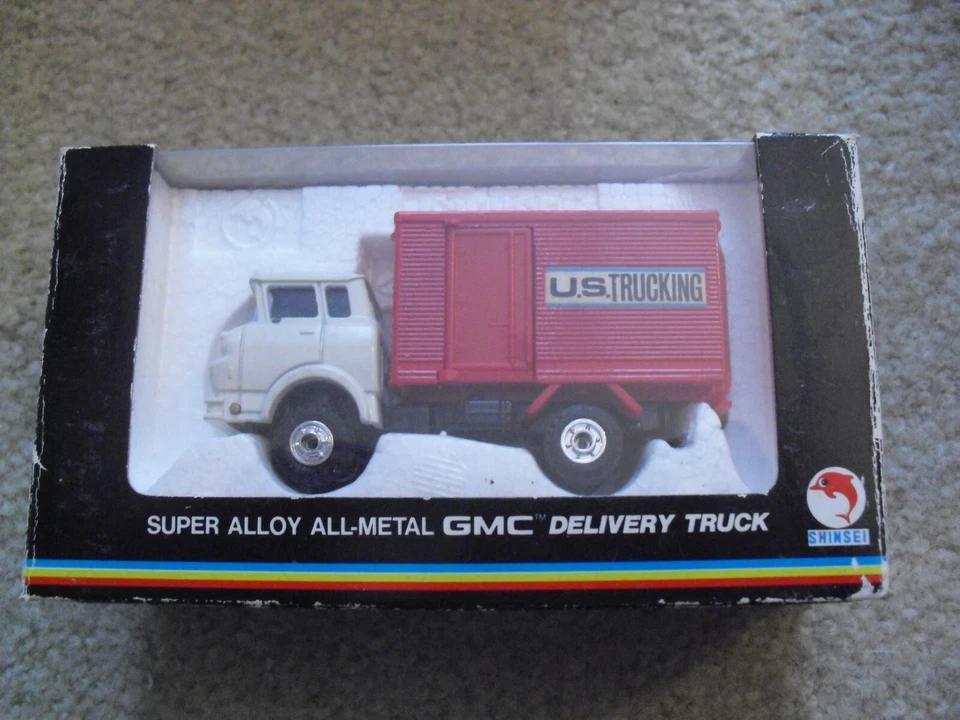 U.S.TRUCKING
SUPER ALLOY ALL-METAL GMC™ DELIVERY TRUCK
SHINSEI